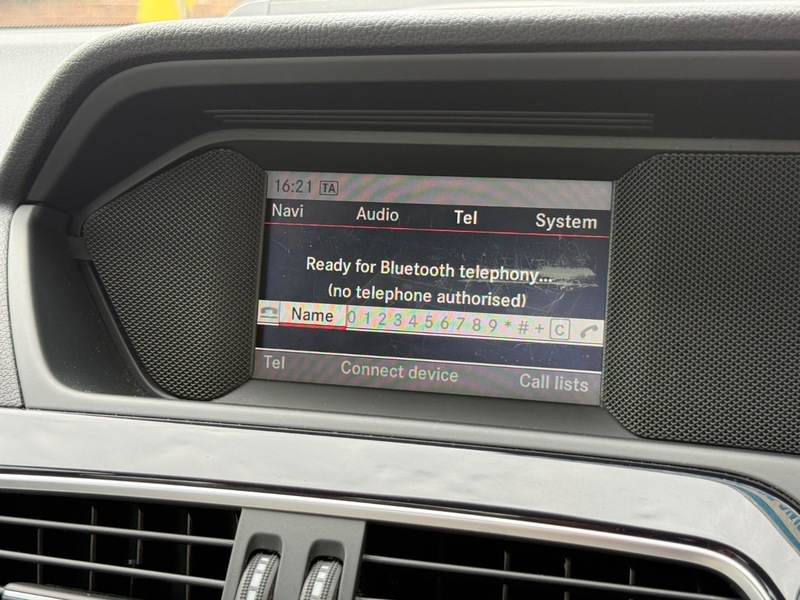 16:21 TA
Navi Audio Tel System
Ready for Bluetooth telephony...
(no telephone authorised)
Name 0 1 2 3 4 5 6 7 8 9 * # + C
Tel Connect device Call lists